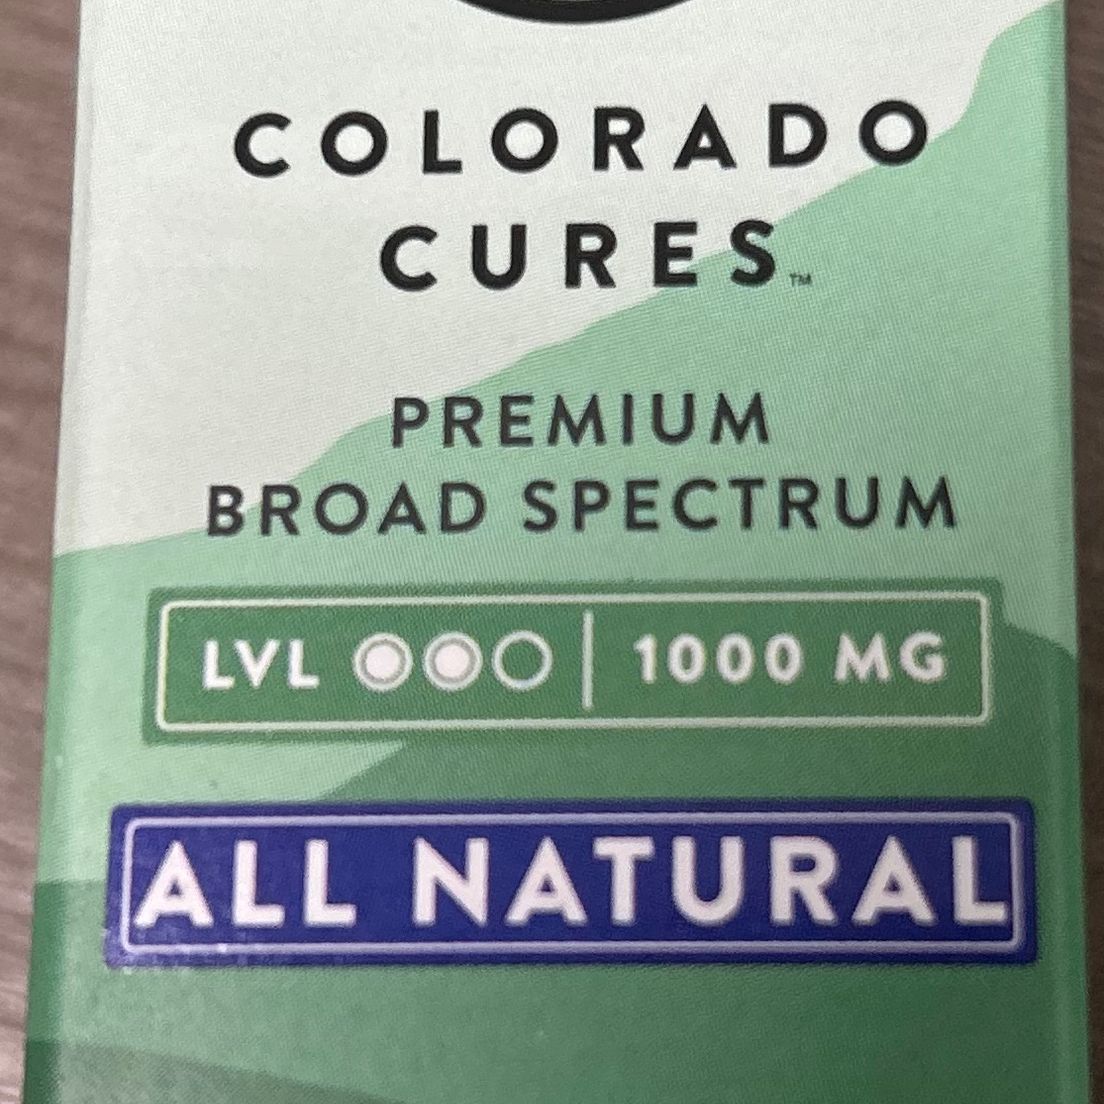 COLORADO
CURES™
PREMIUM
BROAD SPECTRUM
LVL 1000 MG
ALL NATURAL